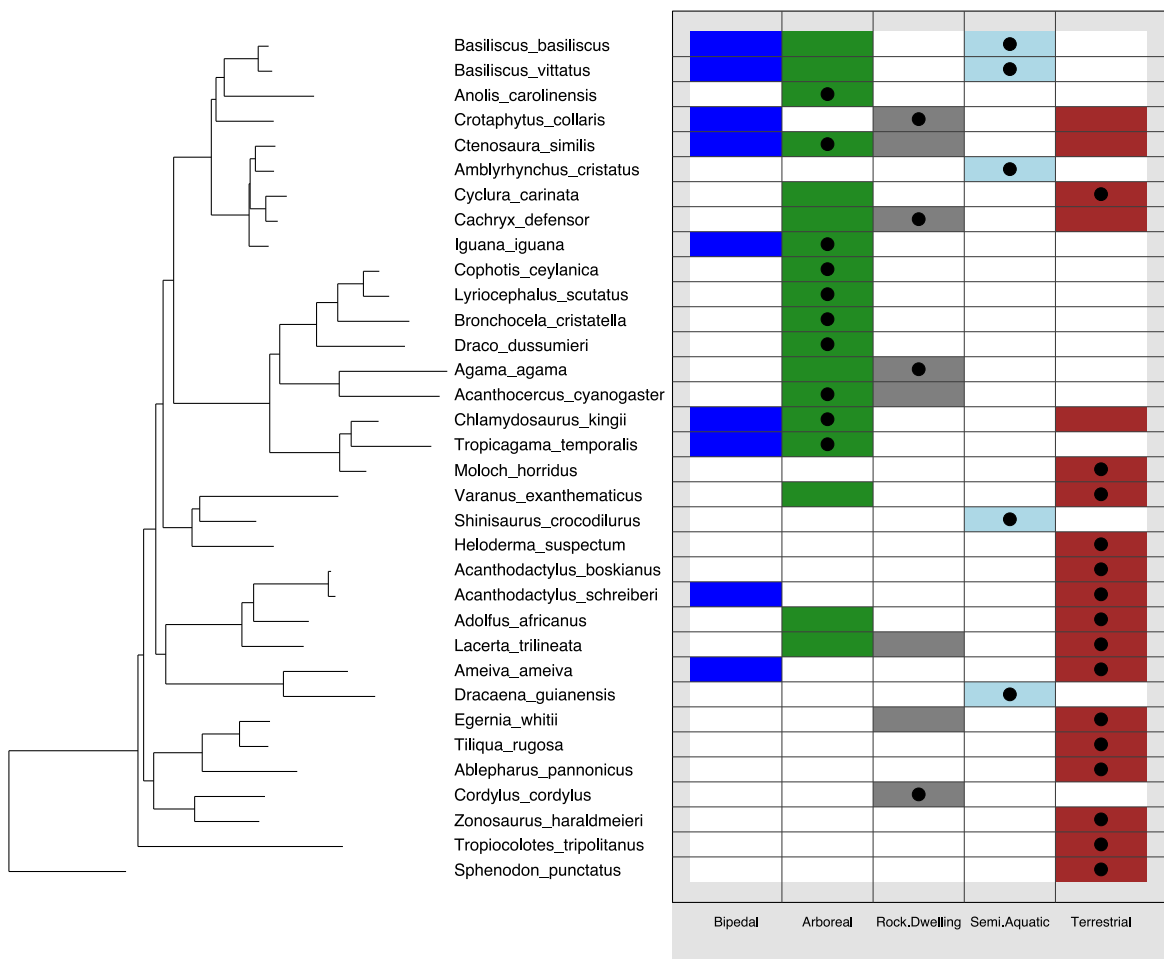 Basiliscus_basiliscus
Basiliscus_vittatus
Anolis_carolinensis
Crotaphytus_collaris
Ctenosaura_similis
Amblyrhynchus_cristatus
Cyclura_carinata
Cachryx_defensor
Iguana_iguana
Cophotis_ceylanica
Lyriocephalus_scutatus
Bronchocela_cristatella
Draco_dussumieri
Agama_agama
Acanthocercus_cyanogaster
Chlamydosaurus_kingii
Tropicagama_temporalis
Moloch_horridus
Varanus_exanthematicus
Shinisaurus_crocodilurus
Heloderma_suspectum
Acanthodactylus_boskianus
Acanthodactylus_schreiberi
Adolfus_africanus
Lacerta_trilineata
Ameiva_ameiva
Dracaena_guianensis
Egernia_whitii
Tiliqua_rugosa
Ablepharus_pannonicus
Cordylus_cordylus
Zonosaurus_haraldmeieri
Tropiocolotes_tripolitanus
Sphenodon_punctatus
Bipedal Arboreal Rock.Dwelling Semi.Aquatic Terrestrial